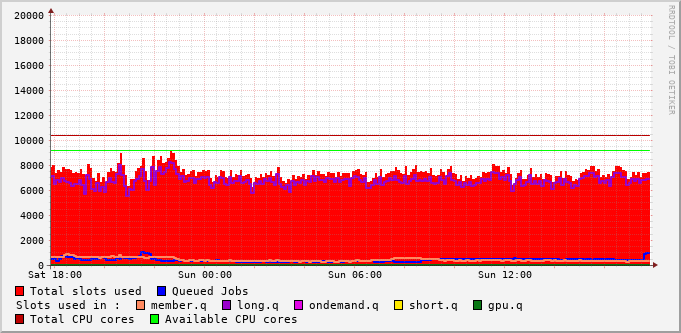 20000
18000
16000
14000
12000
10000
8000
6000
4000
2000
0
Sat 18:00 Sun 00:00 Sun 06:00 Sun 12:00
RRDTOOL / TOBI OETIKER
Total slots used Queued Jobs
Slots used in : member.q long.q ondemand.q short.q gpu.q
Total CPU cores Available CPU cores